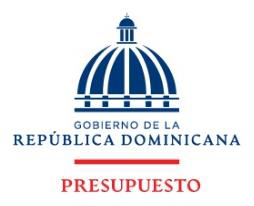 GOBIERNO DE LA
REPÚBLICA DOMINICANA
PRESUPUESTO